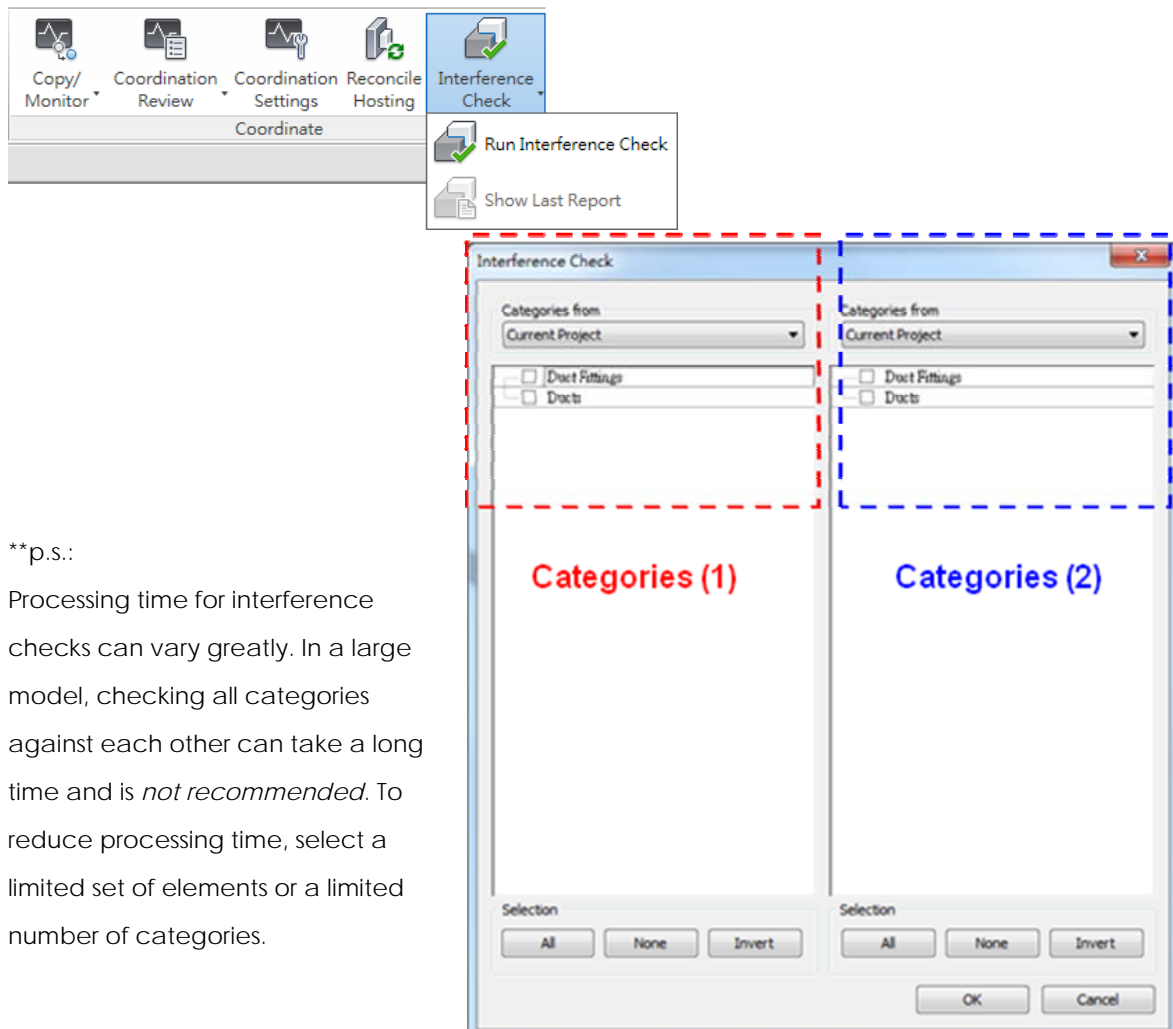 Copy/ Monitor
Coordination Review
Coordination Settings
Reconcile Hosting
Interference Check
Coordinate
Run Interference Check
Show Last Report
Interference Check
Categories from
Current Project
Duct Fittings
Ducts
Categories (1)
Selection
All None Invert
Categories from
Current Project
Duct Fittings
Ducts
Categories (2)
Selection
All None Invert
OK Cancel
**p.s.:
Processing time for interference
checks can vary greatly. In a large
model, checking all categories
against each other can take a long
time and is not recommended. To
reduce processing time, select a
limited set of elements or a limited
number of categories.